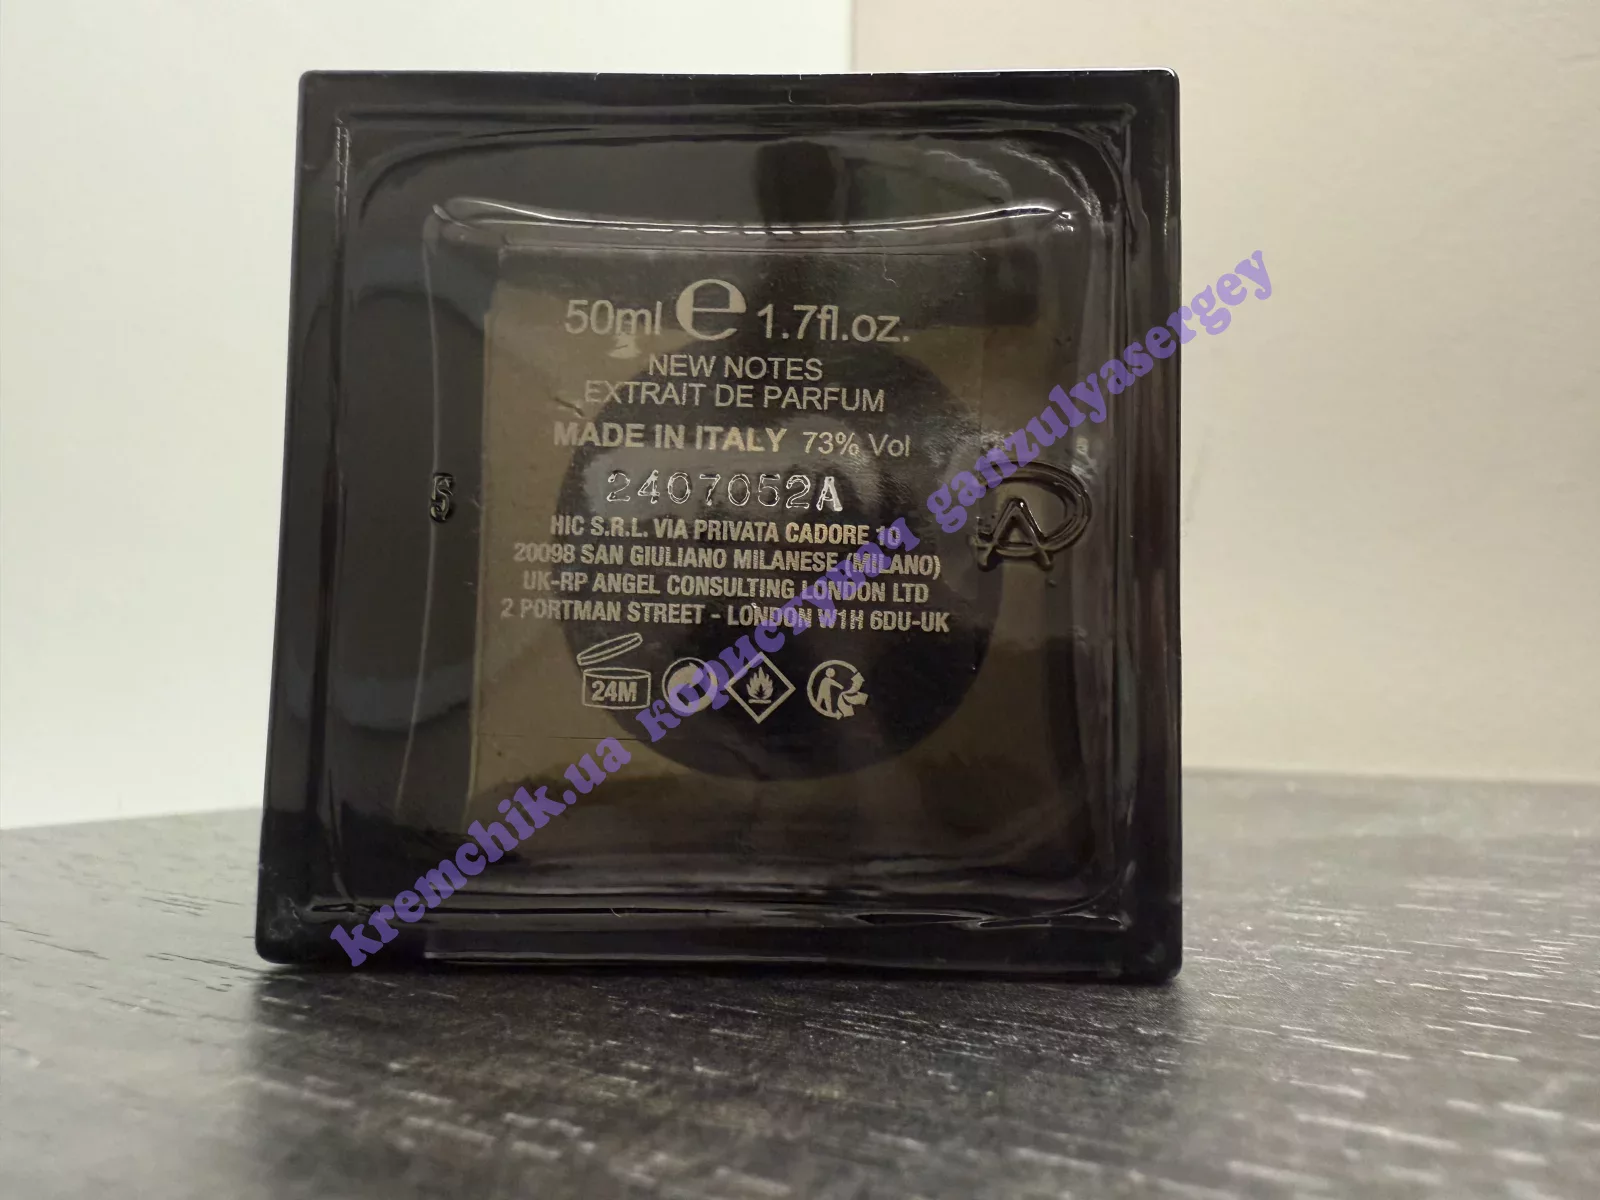 50ml e 1.7fl.oz.
NEW NOTES
EXTRAIT DE PARFUM
MADE IN ITALY 73% Vol
2407052A
HIC S.R.L. VIA PRIVATA CADORE 10
20098 SAN GIULIANO MILANESE (MILANO)
UK-RP ANGEL CONSULTING LONDON LTD
2 PORTMAN STREET - LONDON W1H 6DU-UK
24M
5
A
kremchik.ua користувач ganzulyasergey